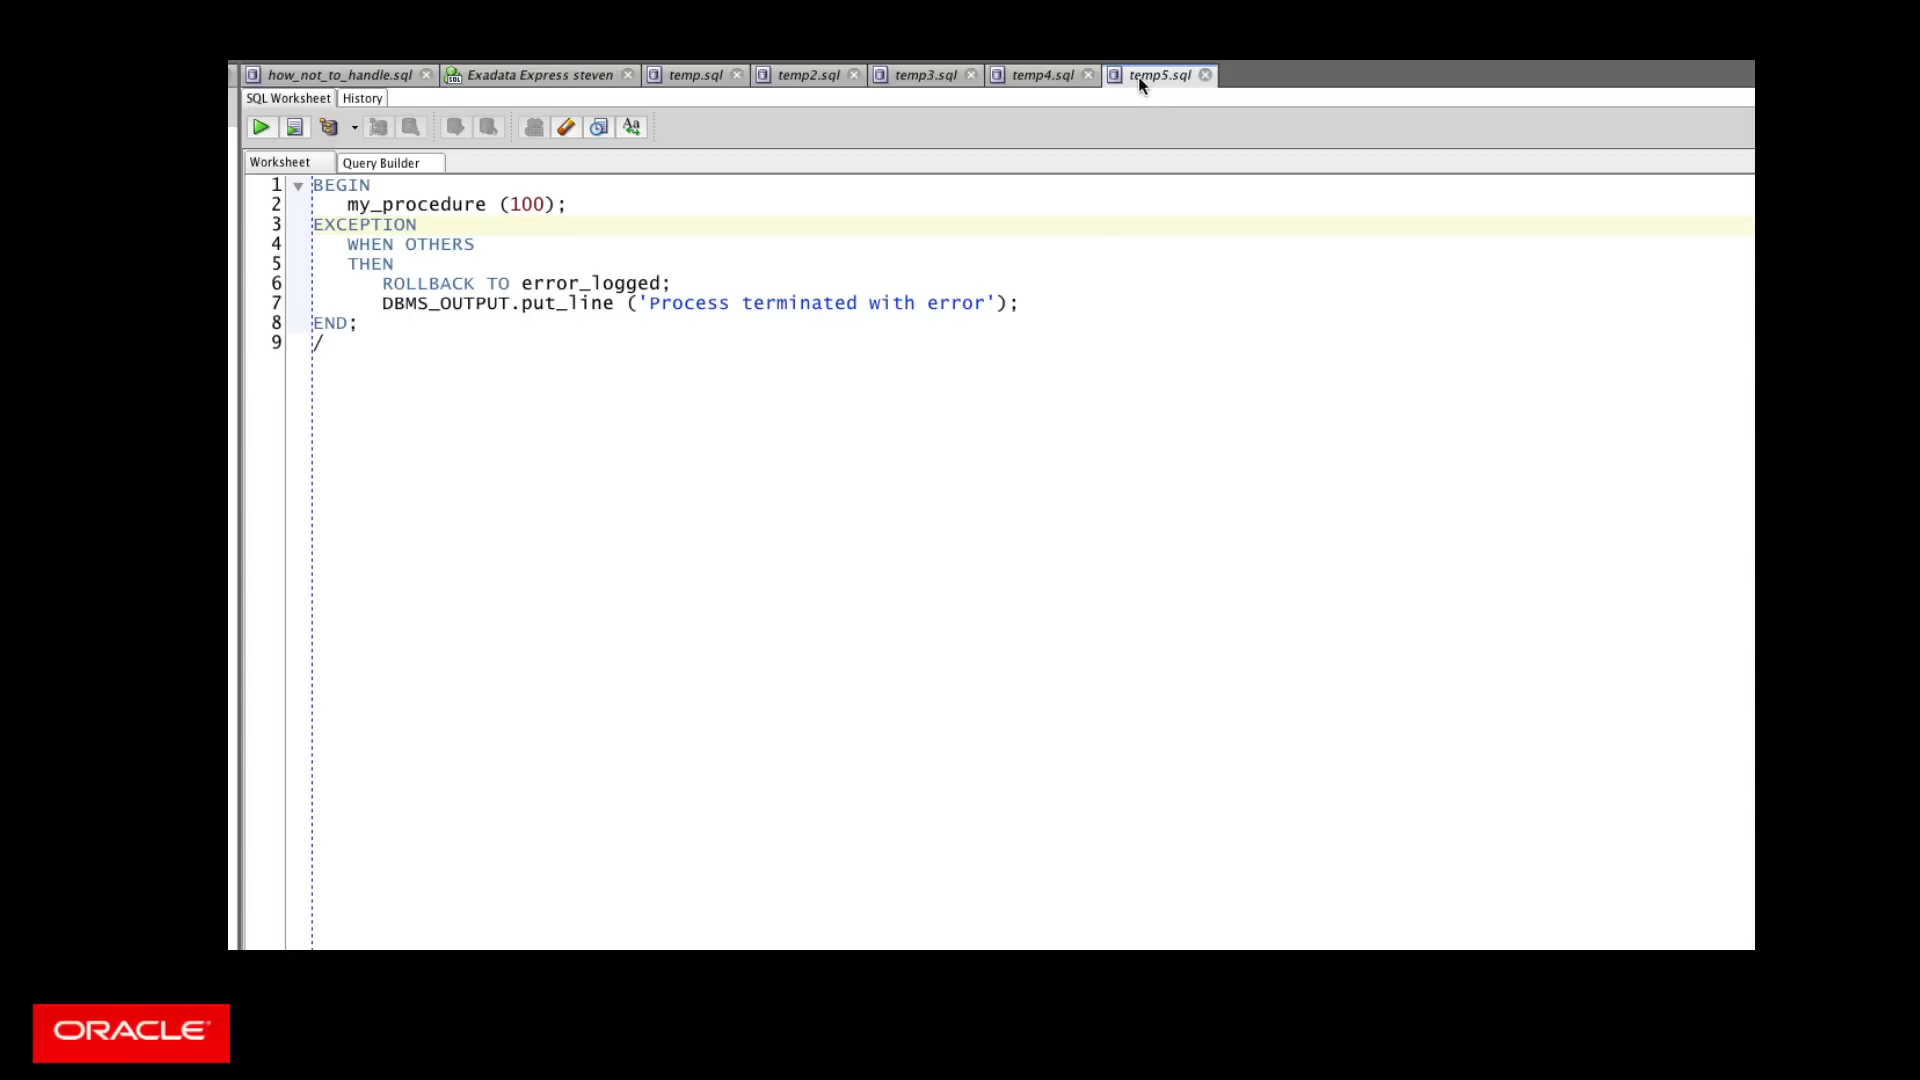 how_not_to_handle.sql Exadata Express steven temp.sql temp2.sql temp3.sql temp4.sql temp5.sql
SQL Worksheet History
Aa
Worksheet Query Builder
1 BEGIN
2 my_procedure (100);
3 EXCEPTION
4 WHEN OTHERS
5 THEN
6 ROLLBACK TO error_logged;
7 DBMS_OUTPUT.put_line ('Process terminated with error');
8 END;
9 /
ORACLE